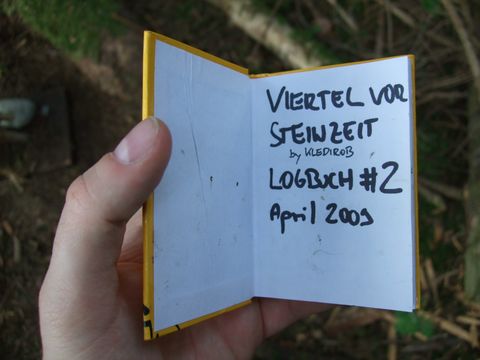 VIERTEL VOR
STEINZEIT
by KLEDIROB
LOGBUCH #2
April 2009